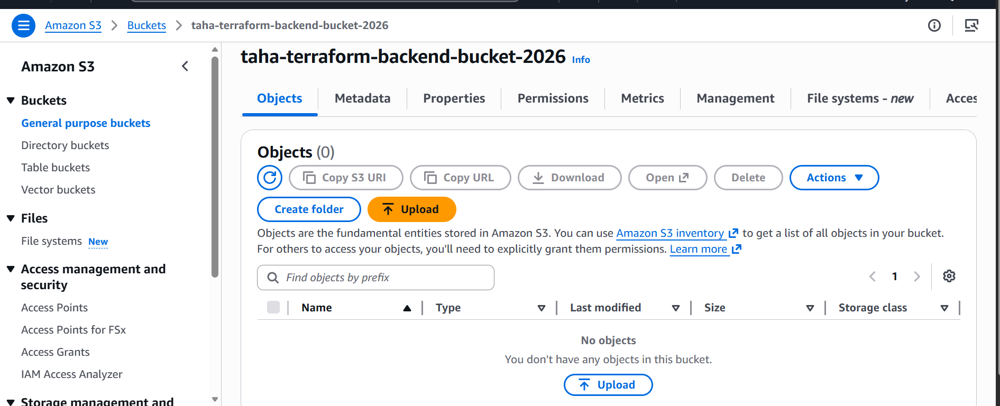 Amazon S3 > Buckets > taha-terraform-backend-bucket-2026
Amazon S3
Buckets
General purpose buckets
Directory buckets
Table buckets
Vector buckets
Files
File systems New
Access management and
security
Access Points
Access Points for FSx
Access Grants
IAM Access Analyzer
Storage management and
taha-terraform-backend-bucket-2026 Info
Objects Metadata Properties Permissions Metrics Management File systems - new Acces
Objects (0)
Copy S3 URI Copy URL Download Open Delete Actions
Create folder Upload
Objects are the fundamental entities stored in Amazon S3. You can use Amazon S3 inventory to get a list of all objects in your bucket.
For others to access your objects, you'll need to explicitly grant them permissions. Learn more
Find objects by prefix
1
Name Type Last modified Size Storage class
No objects
You don't have any objects in this bucket.
Upload